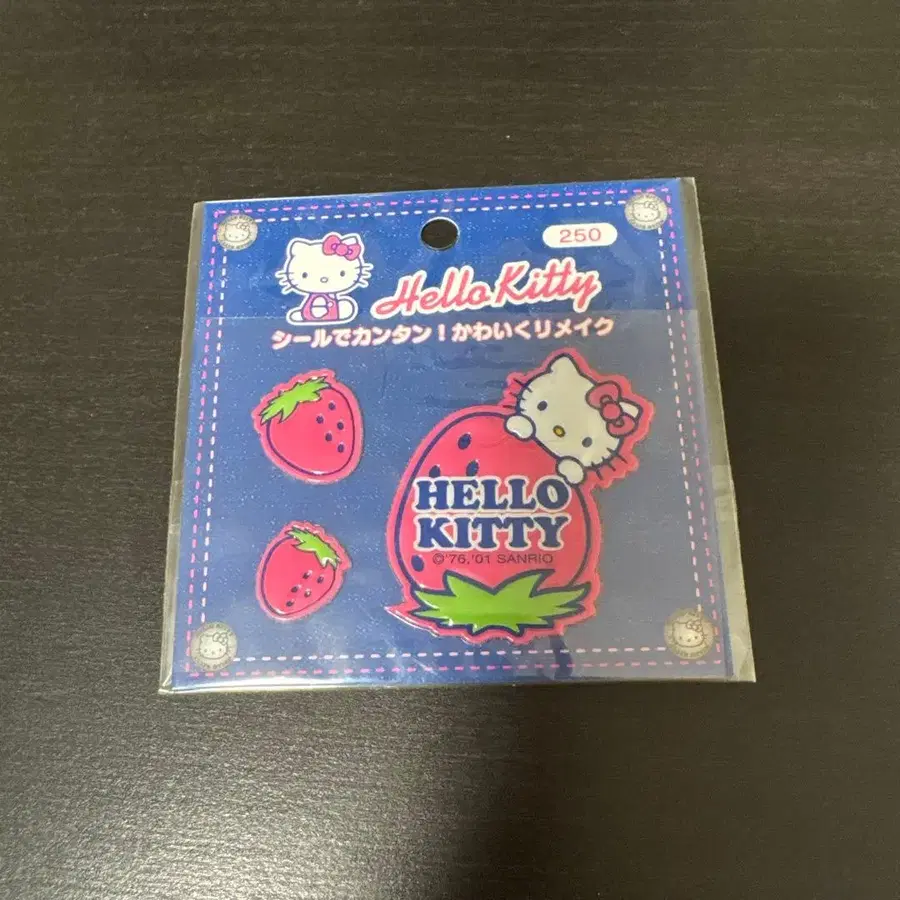 250
Hello Kitty
シールでカンタン!かわいくリメイク
HELLO
KITTY
©'76,'01 SANRIO